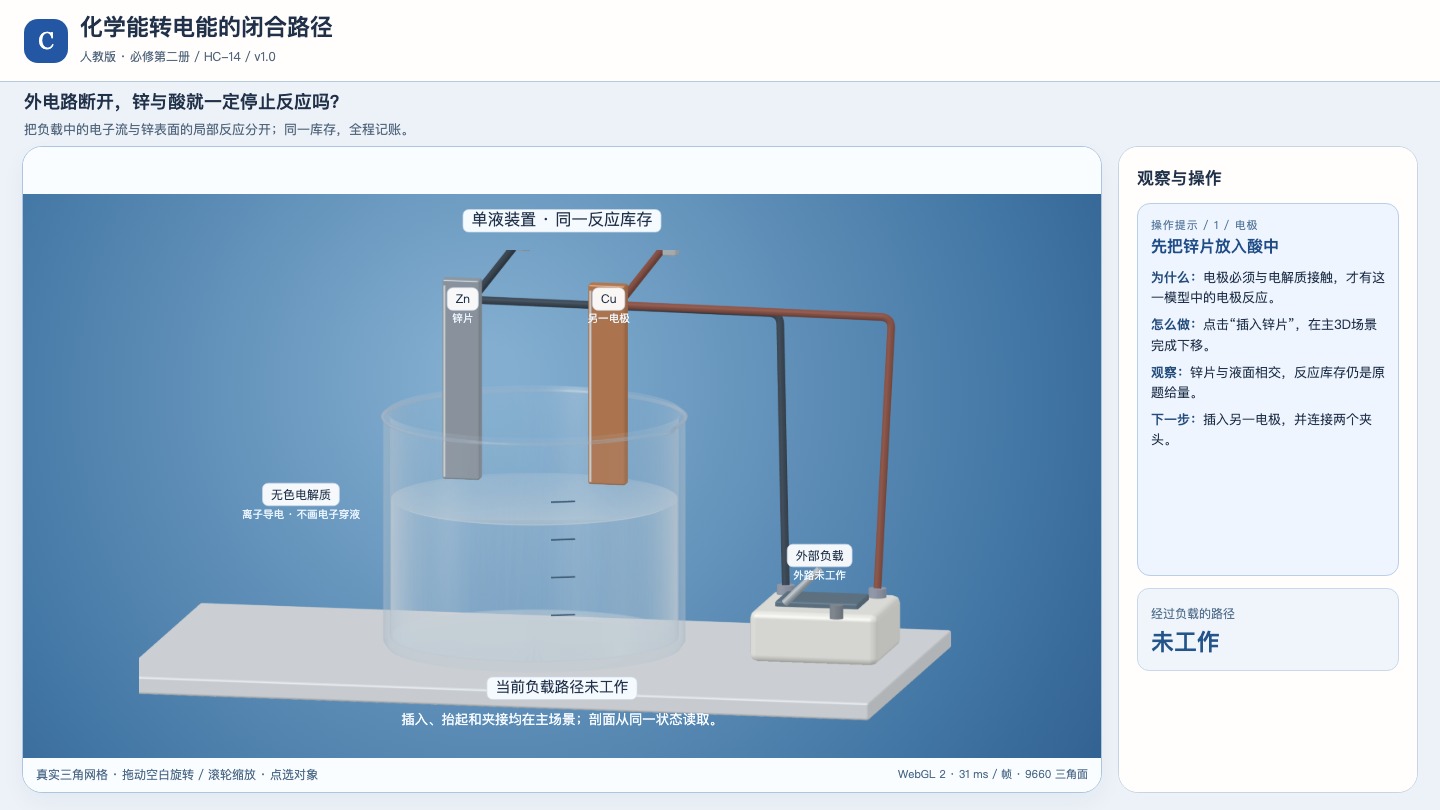 C
化学能转电能的闭合路径
人教版 · 必修第二册 / HC-14 / v1.0
外电路断开，锌与酸就一定停止反应吗？
把负载中的电子流与锌表面的局部反应分开；同一库存，全程记账。
单液装置 · 同一反应库存
Zn
锌片
Cu
另一电极
无色电解质
离子导电 · 不画电子穿液
外部负载
外路未工作
当前负载路径未工作
插入、抬起和夹接均在主场景；剖面从同一状态读取。
真实三角网格 · 拖动空白旋转 / 滚轮缩放 · 点选对象
WebGL 2 · 31 ms / 帧 · 9660 三角面
观察与操作
操作提示 / 1 / 电极
先把锌片放入酸中
为什么：电极必须与电解质接触，才有这
一模型中的电极反应。
怎么做：点击“插入锌片”，在主3D场景
完成下移。
观察：锌片与液面相交，反应库存仍是原
题给量。
下一步：插入另一电极，并连接两个夹
头。
经过负载的路径
未工作